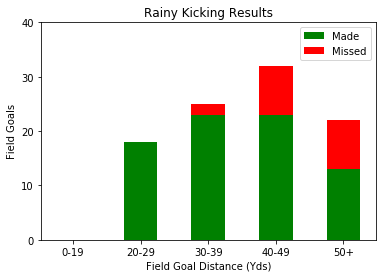 Rainy Kicking Results
Made
Missed
Field Goals
40
30
20
10
0
0-19 20-29 30-39 40-49 50+
Field Goal Distance (Yds)